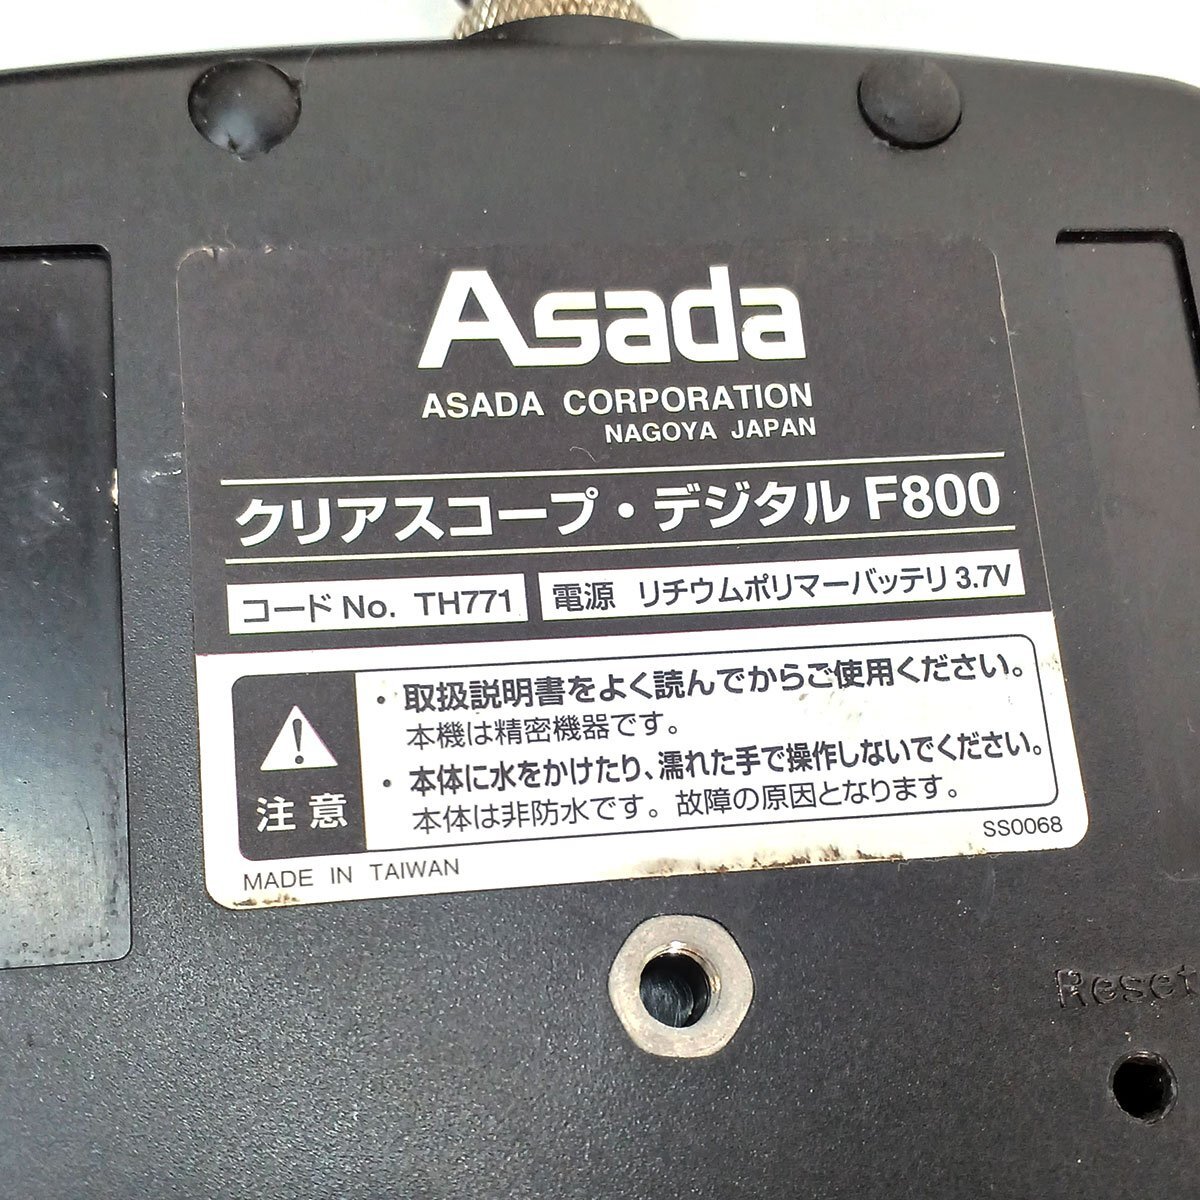 Asada
ASADA CORPORATION
NAGOYA JAPAN
クリアスコープ・デジタル F800
コード No. TH771
電源 リチウムポリマーバッテリ 3.7V
・取扱説明書をよく読んでからご使用ください。
本機は精密機器です。
・本体に水をかけたり、濡れた手で操作しないでください。
本体は非防水です。故障の原因となります。
注意
SS0068
MADE IN TAIWAN
Reset